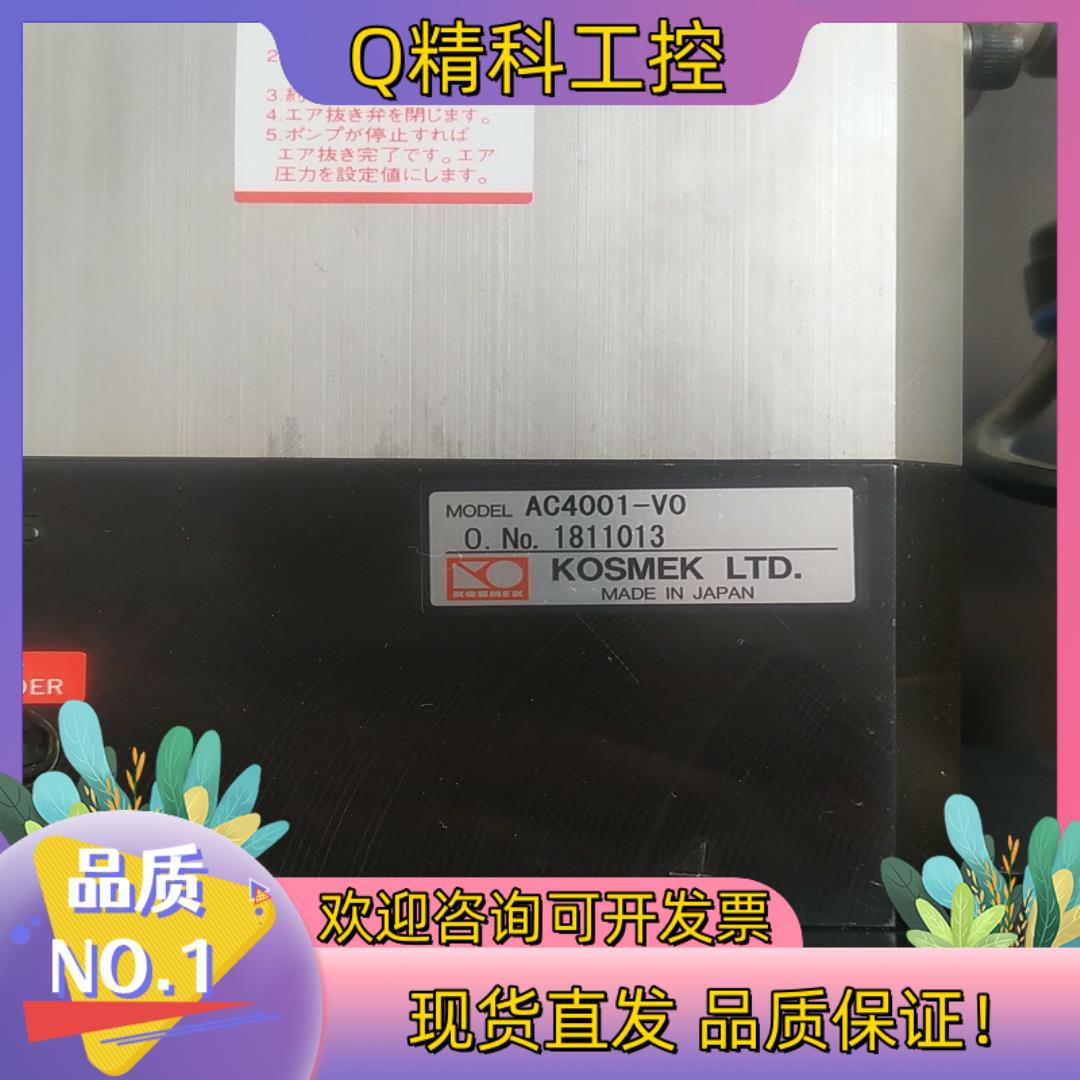 Q精科工控
2.
3.
4.エア抜き弁を閉じます。
5.ポンプが停止すれば
エア抜き完了です。エア
圧力を設定値にします。
MODEL AC4001-V0
O. No. 1811013
KOSMEK
KOSMEK LTD.
MADE IN JAPAN
DER
品质
NO.1
欢迎咨询可开发票
现货直发 品质保证!